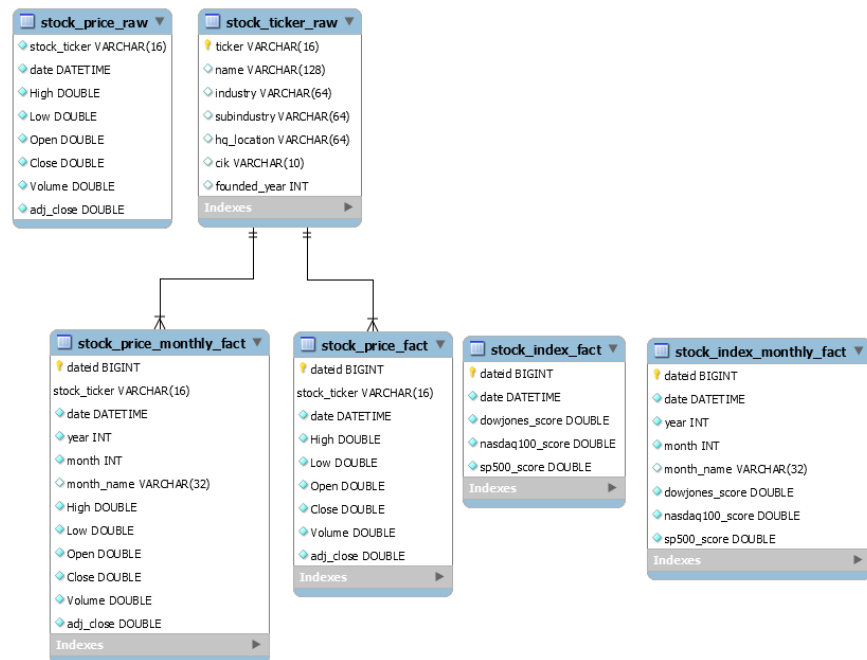 stock_price_raw
stock_ticker VARCHAR(16)
date DATETIME
High DOUBLE
Low DOUBLE
Open DOUBLE
Close DOUBLE
Volume DOUBLE
adj_close DOUBLE
stock_ticker_raw
ticker VARCHAR(16)
name VARCHAR(128)
industry VARCHAR(64)
subindustry VARCHAR(64)
hq_location VARCHAR(64)
cik VARCHAR(10)
founded_year INT
Indexes
stock_price_monthly_fact
dateid BIGINT
stock_ticker VARCHAR(16)
date DATETIME
year INT
month INT
month_name VARCHAR(32)
High DOUBLE
Low DOUBLE
Open DOUBLE
Close DOUBLE
Volume DOUBLE
adj_close DOUBLE
Indexes
stock_price_fact
dateid BIGINT
stock_ticker VARCHAR(16)
date DATETIME
High DOUBLE
Low DOUBLE
Open DOUBLE
Close DOUBLE
Volume DOUBLE
adj_close DOUBLE
Indexes
stock_index_fact
dateid BIGINT
date DATETIME
dowjones_score DOUBLE
nasdaq100_score DOUBLE
sp500_score DOUBLE
Indexes
stock_index_monthly_fact
dateid BIGINT
date DATETIME
year INT
month INT
month_name VARCHAR(32)
dowjones_score DOUBLE
nasdaq100_score DOUBLE
sp500_score DOUBLE
Indexes